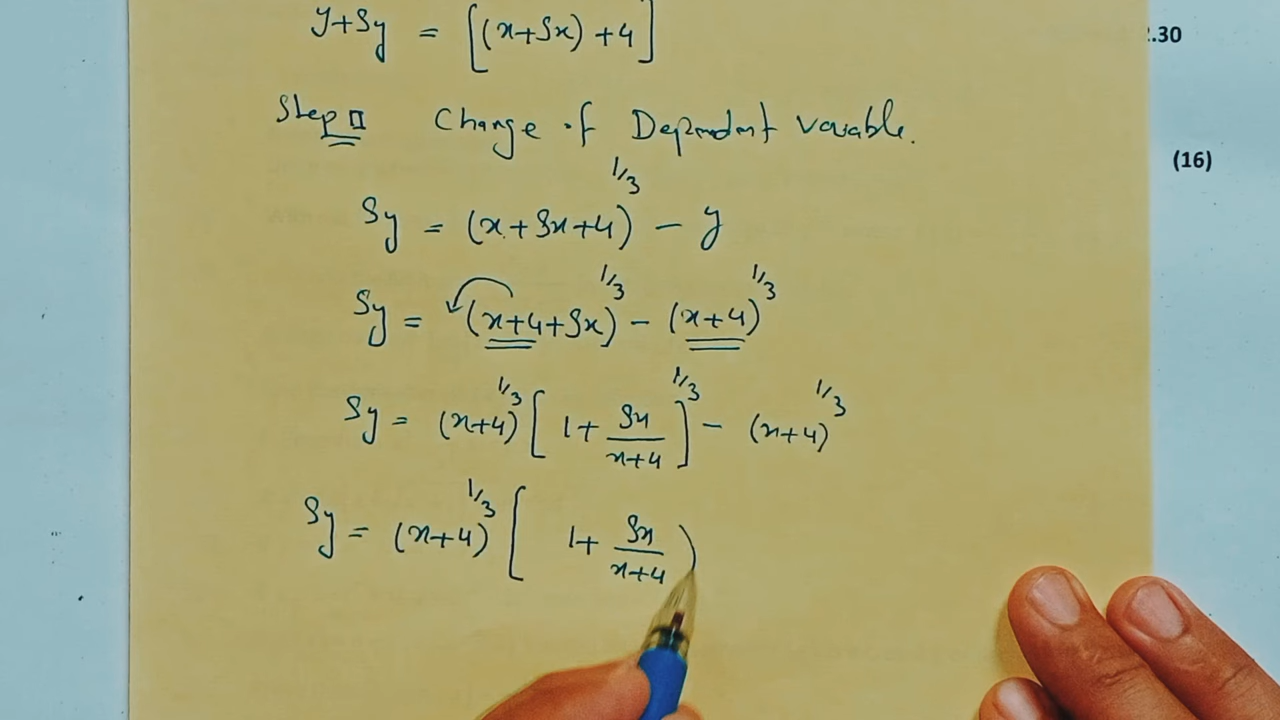 y+δy = [(x+δx)+4]
.30
Step II Change of Dependent Variable.
(16)
δy = (x+δx+4)^1/3 - y
δy = (x+4+δx)^1/3 - (x+4)^1/3
δy = (x+4)^1/3 [1+ δx/x+4]^1/3 - (x+4)^1/3
δy = (x+4)^1/3 [ 1+ δx/x+4 )